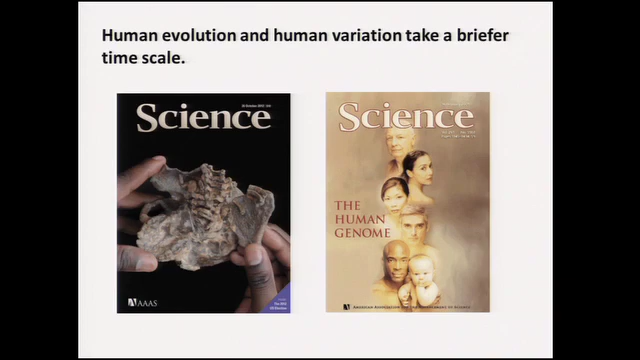 Human evolution and human variation take a briefer
time scale.
Science
AAAS
Science
THE
HUMAN
GENOME